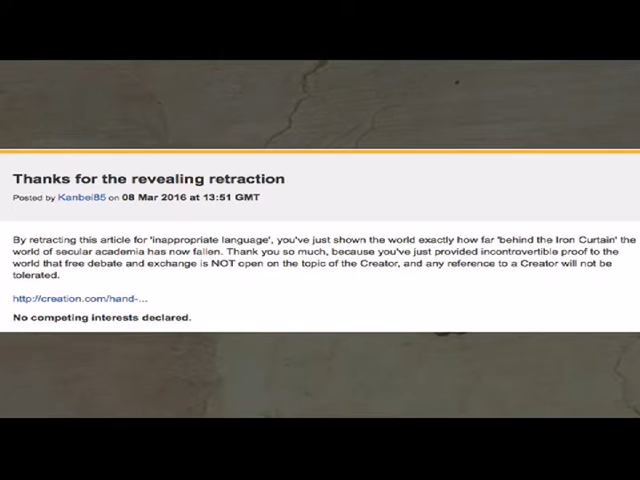 Thanks for the revealing retraction
Posted by Kanbei85 on 08 Mar 2016 at 13:51 GMT
By retracting this article for 'inappropriate language', you've just shown the world exactly how far 'behind the Iron Curtain' the
world of secular academia has now fallen. Thank you so much, because you've just provided incontrovertible proof to the
world that free debate and exchange is NOT open on the topic of the Creator, and any reference to a Creator will not be
tolerated.
http://creation.com/hand-...
No competing interests declared.